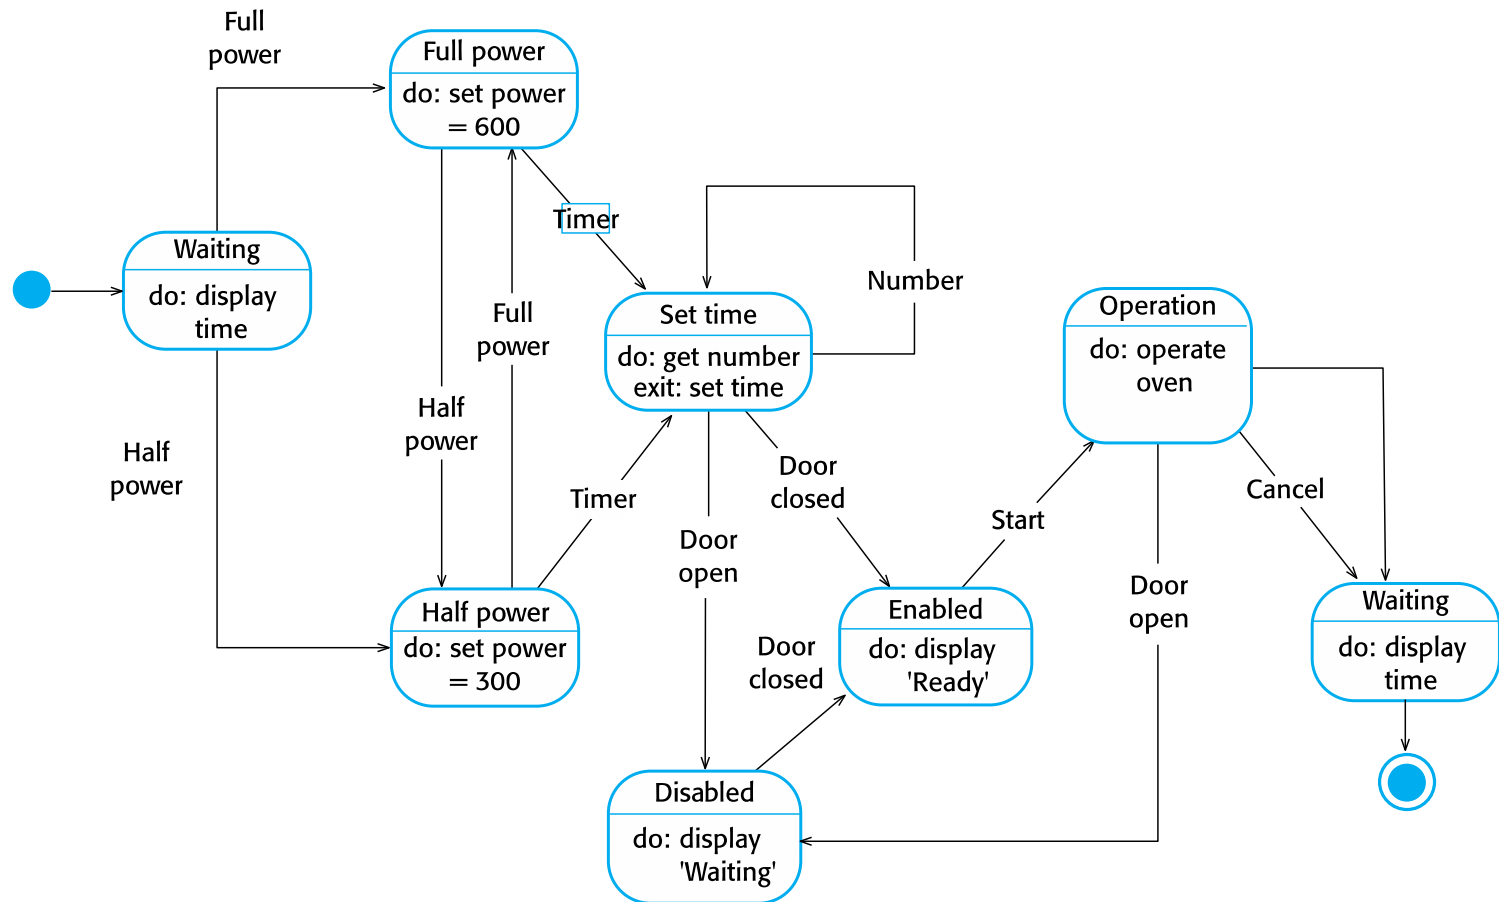 Full
power
Full power
do: set power
= 600
Timer
Waiting
do: display
time
Number
Full
power
Set time
do: get number
exit: set time
Operation
do: operate
oven
Half
power
Half
power
Timer
Door
closed
Cancel
Start
Door
open
Door
open
Half power
do: set power
= 300
Enabled
do: display
'Ready'
Waiting
do: display
time
Door
closed
Disabled
do: display
'Waiting'